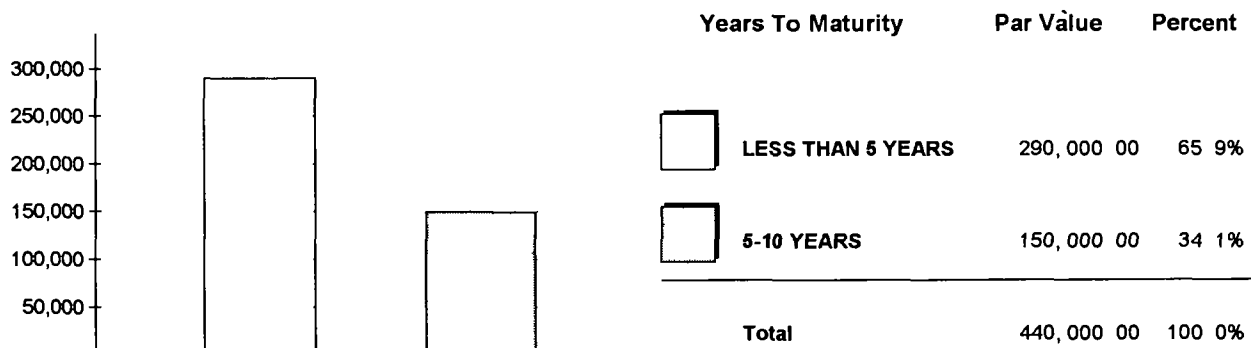 Years To Maturity Par Value Percent
300,000
250,000
200,000
150,000
100,000
50,000
LESS THAN 5 YEARS 290,000 00 65 9%
5-10 YEARS 150,000 00 34 1%
Total 440,000 00 100 0%